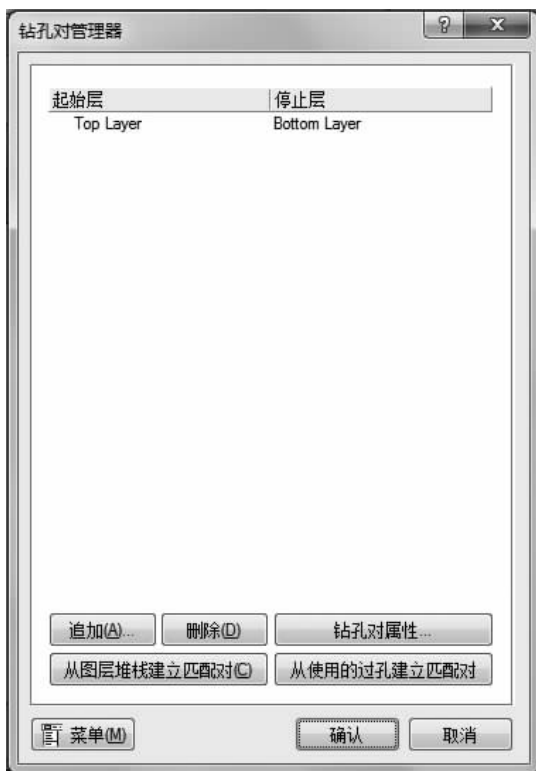 钻孔对管理器
起始层 停止层
Top Layer Bottom Layer
追加(A)... 删除(D) 钻孔对属性...
从图层堆栈建立匹配对(C) 从使用的过孔建立匹配对
菜单(M) 确认 取消